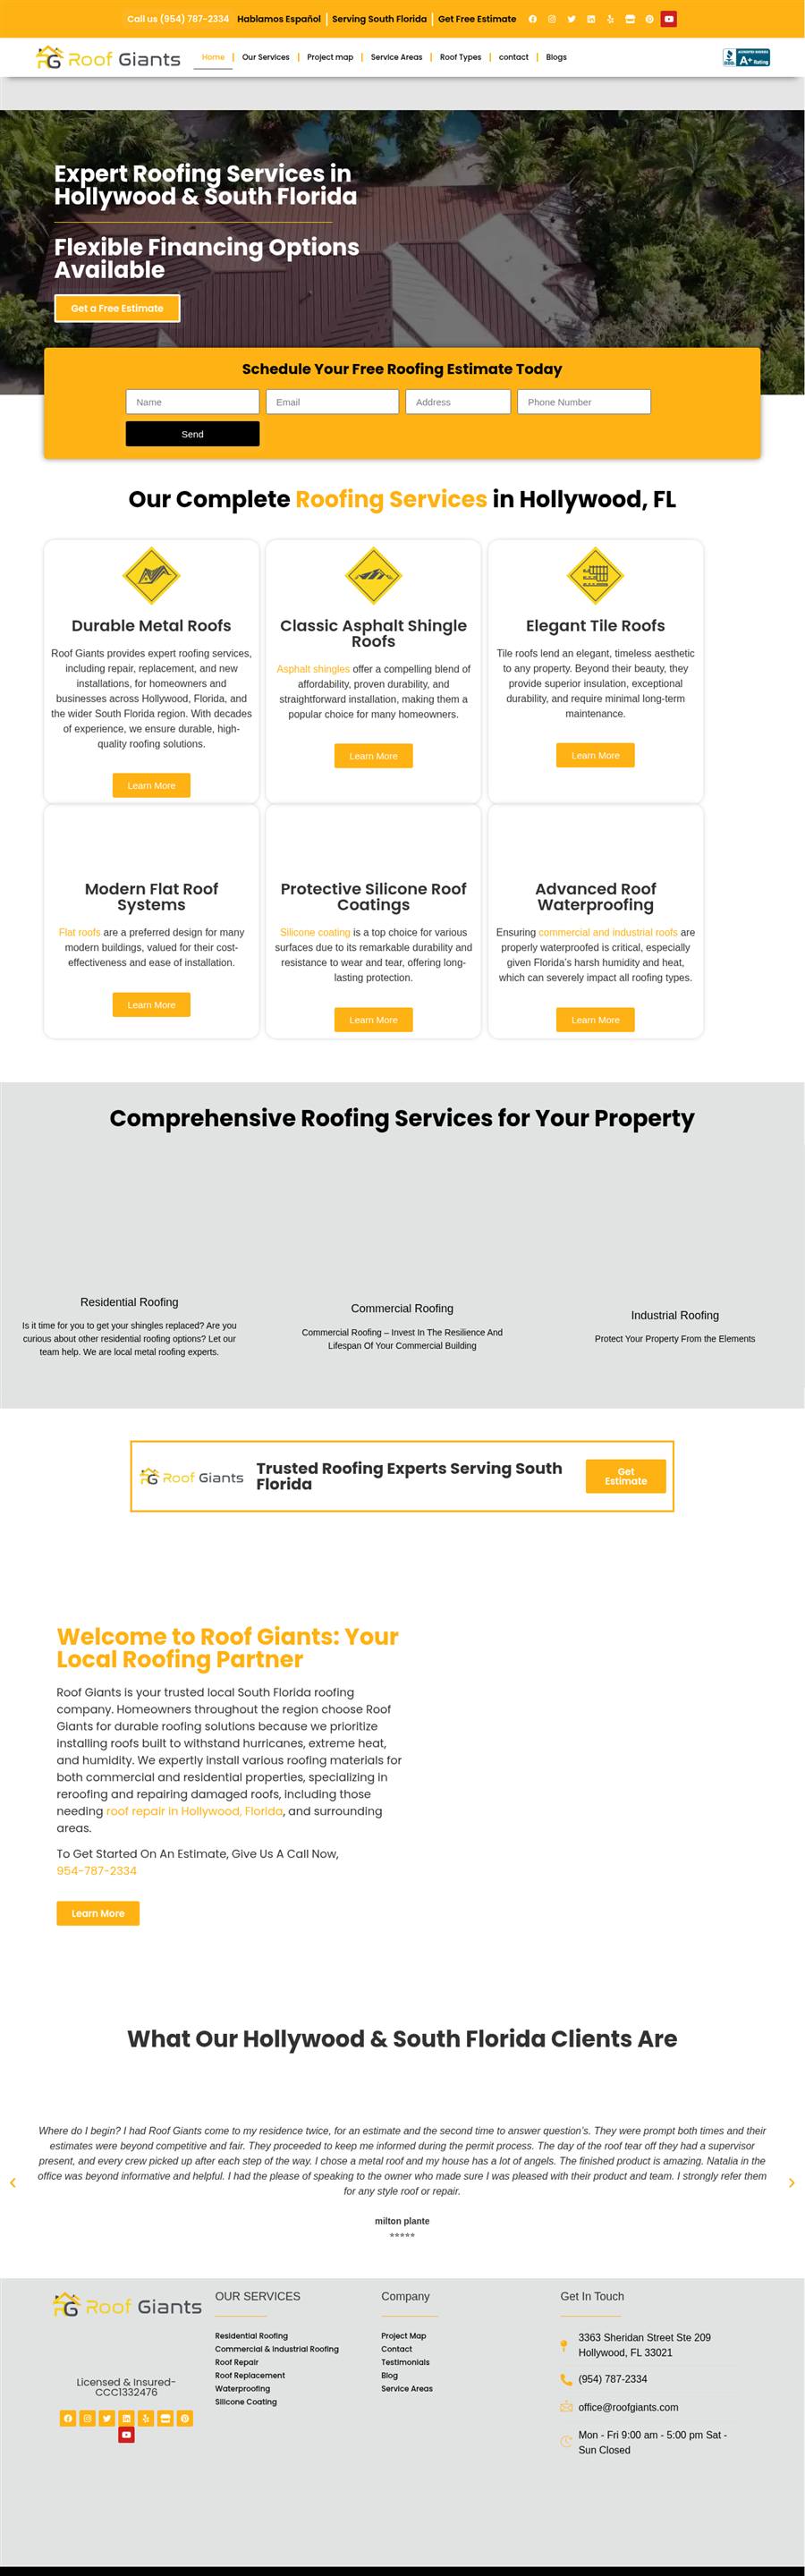 Call us (954) 787-2334 Hablamos Español Serving South Florida Get Free Estimate
RG Roof Giants Home Our Services Project map Service Areas Roof Types contact Blogs
ACCREDITED BUSINESS BBB A+ Rating
Expert Roofing Services in
Hollywood & South Florida
Flexible Financing Options
Available
Get a Free Estimate
Schedule Your Free Roofing Estimate Today
Name Email Address Phone Number
Send
Our Complete Roofing Services in Hollywood, FL
Durable Metal Roofs
Roof Giants provides expert roofing services,
including repair, replacement, and new
installations, for homeowners and
businesses across Hollywood, Florida, and
the wider South Florida region. With decades
of experience, we ensure durable, high-
quality roofing solutions.
Learn More
Classic Asphalt Shingle
Roofs
Asphalt shingles offer a compelling blend of
affordability, proven durability, and
straightforward installation, making them a
popular choice for many homeowners.
Learn More
Elegant Tile Roofs
Tile roofs lend an elegant, timeless aesthetic
to any property. Beyond their beauty, they
provide superior insulation, exceptional
durability, and require minimal long-term
maintenance.
Learn More
Modern Flat Roof
Systems
Flat roofs are a preferred design for many
modern buildings, valued for their cost-
effectiveness and ease of installation.
Learn More
Protective Silicone Roof
Coatings
Silicone coating is a top choice for various
surfaces due to its remarkable durability and
resistance to wear and tear, offering long-
lasting protection.
Learn More
Advanced Roof
Waterproofing
Ensuring commercial and industrial roofs are
properly waterproofed is critical, especially
given Florida's harsh humidity and heat,
which can severely impact all roofing types.
Learn More
Comprehensive Roofing Services for Your Property
Residential Roofing
Is it time for you to get your shingles replaced? Are you
curious about other residential roofing options? Let our
team help. We are local metal roofing experts.
Commercial Roofing
Commercial Roofing – Invest In The Resilience And
Lifespan Of Your Commercial Building
Industrial Roofing
Protect Your Property From the Elements
RG Roof Giants
Trusted Roofing Experts Serving South
Florida
Get
Estimate
Welcome to Roof Giants: Your
Local Roofing Partner
Roof Giants is your trusted local South Florida roofing
company. Homeowners throughout the region choose Roof
Giants for durable roofing solutions because we prioritize
installing roofs built to withstand hurricanes, extreme heat,
and humidity. We expertly install various roofing materials for
both commercial and residential properties, specializing in
reroofing and repairing damaged roofs, including those
needing roof repair in Hollywood, Florida, and surrounding
areas.
To Get Started On An Estimate, Give Us A Call Now,
954-787-2334
Learn More
What Our Hollywood & South Florida Clients Are
Where do I begin? I had Roof Giants come to my residence twice, for an estimate and the second time to answer question's. They were prompt both times and their
estimates were beyond competitive and fair. They proceeded to keep me informed during the permit process. The day of the roof tear off they had a supervisor
present, and every crew picked up after each step of the way. I chose a metal roof and my house has a lot of angels. The finished product is amazing. Natalia in the
office was beyond informative and helpful. I had the please of speaking to the owner who made sure I was pleased with their product and team. I strongly refer them
for any style roof or repair.
milton plante
*****
RG Roof Giants
Licensed & Insured-
CCC1332476
OUR SERVICES
Residential Roofing
Commercial & Industrial Roofing
Roof Repair
Roof Replacement
Waterproofing
Silicone Coating
Company
Project Map
Contact
Testimonials
Blog
Service Areas
Get In Touch
3363 Sheridan Street Ste 209
Hollywood, FL 33021
(954) 787-2334
office@roofgiants.com
Mon - Fri 9:00 am - 5:00 pm Sat -
Sun Closed